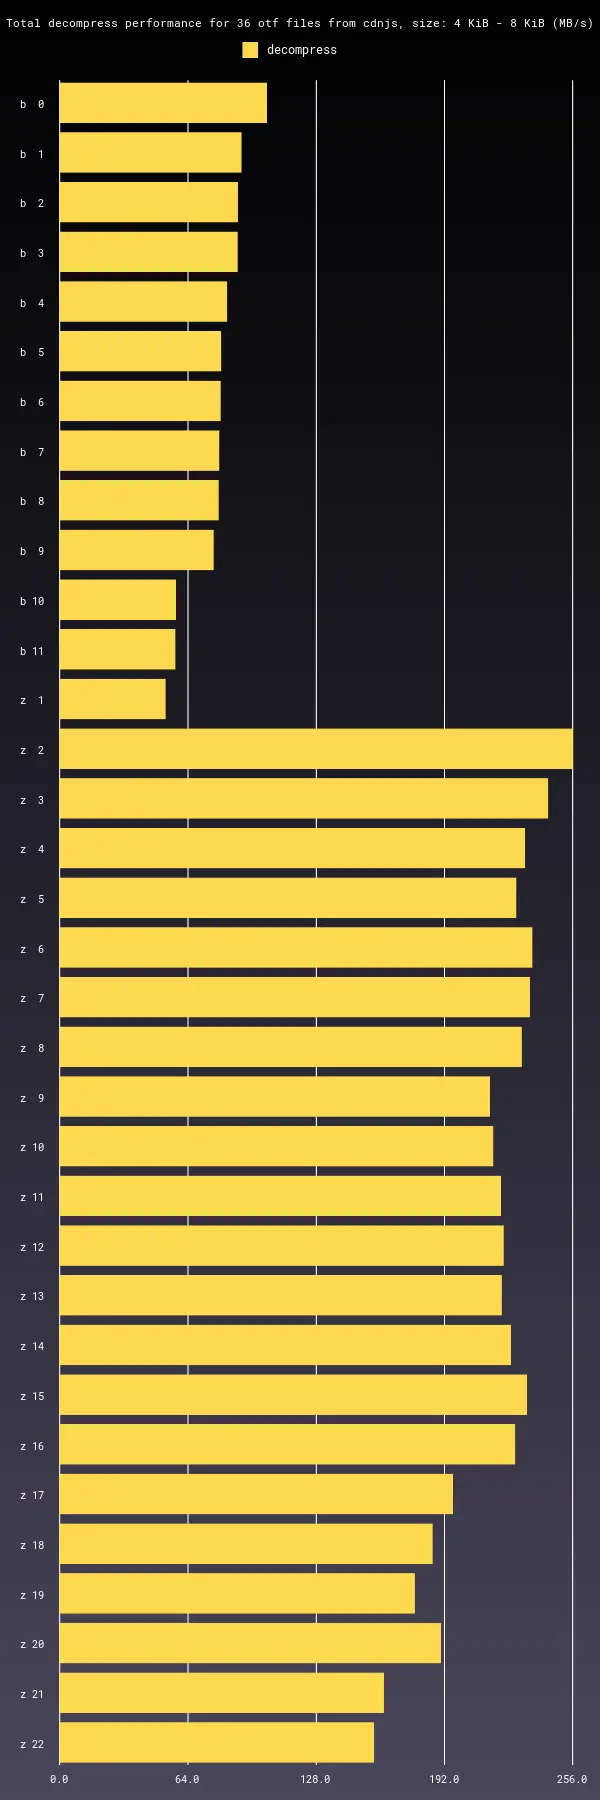 Total decompress performance for 36 otf files from cdnjs, size: 4 KiB - 8 KiB (MB/s)
decompress
b  0
b  1
b  2
b  3
b  4
b  5
b  6
b  7
b  8
b  9
b 10
b 11
z  1
z  2
z  3
z  4
z  5
z  6
z  7
z  8
z  9
z 10
z 11
z 12
z 13
z 14
z 15
z 16
z 17
z 18
z 19
z 20
z 21
z 22
0.0 64.0 128.0 192.0 256.0